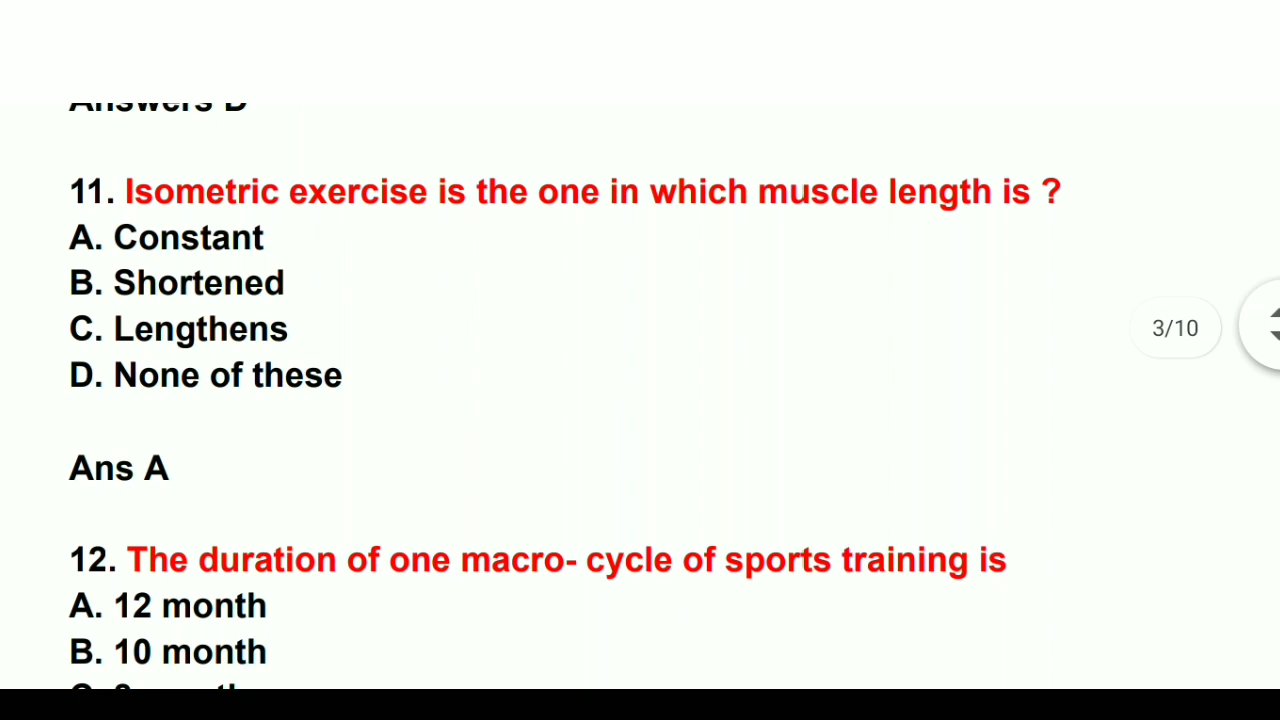 Answers D
11. Isometric exercise is the one in which muscle length is ?
A. Constant
B. Shortened
C. Lengthens
D. None of these
3/10
Ans A
12. The duration of one macro- cycle of sports training is
A. 12 month
B. 10 month